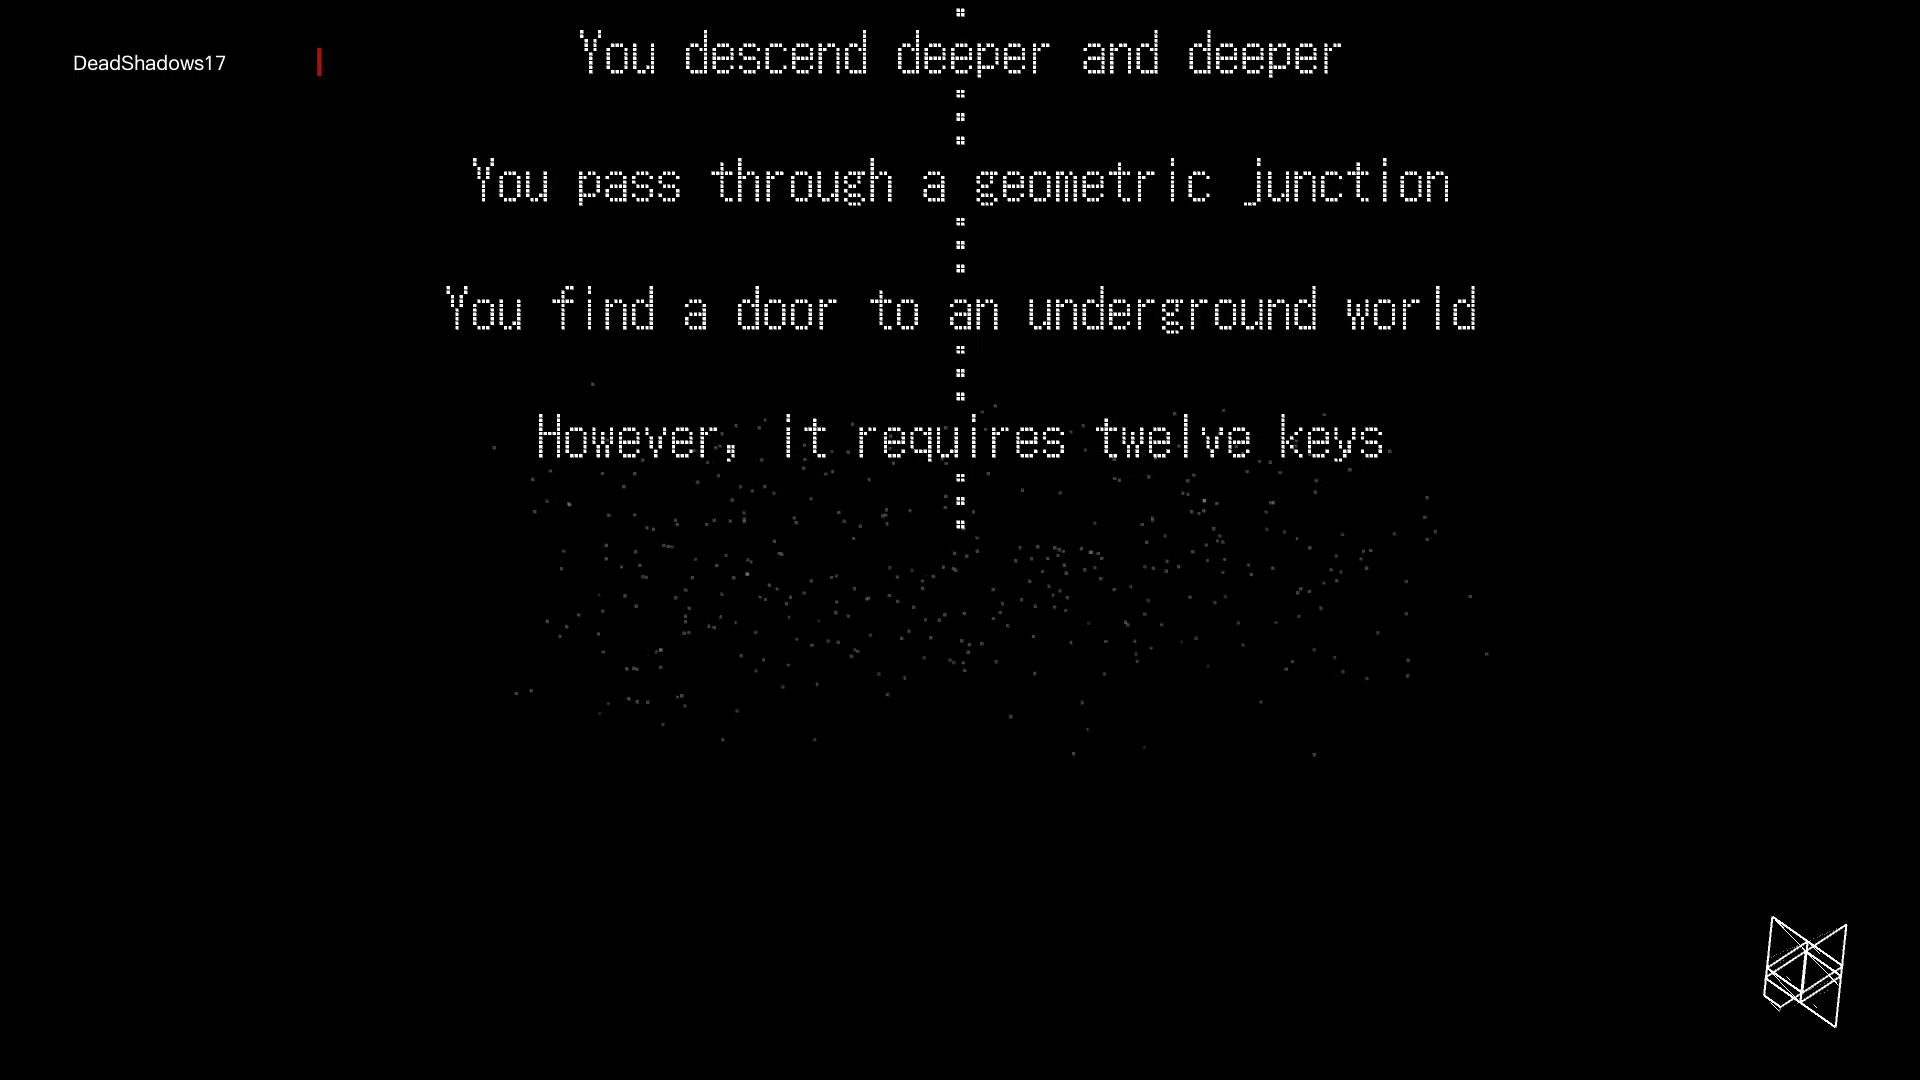 DeadShadows17
You descend deeper and deeper
You pass through a geometric junction
You find a door to an underground world
However, it requires twelve keys